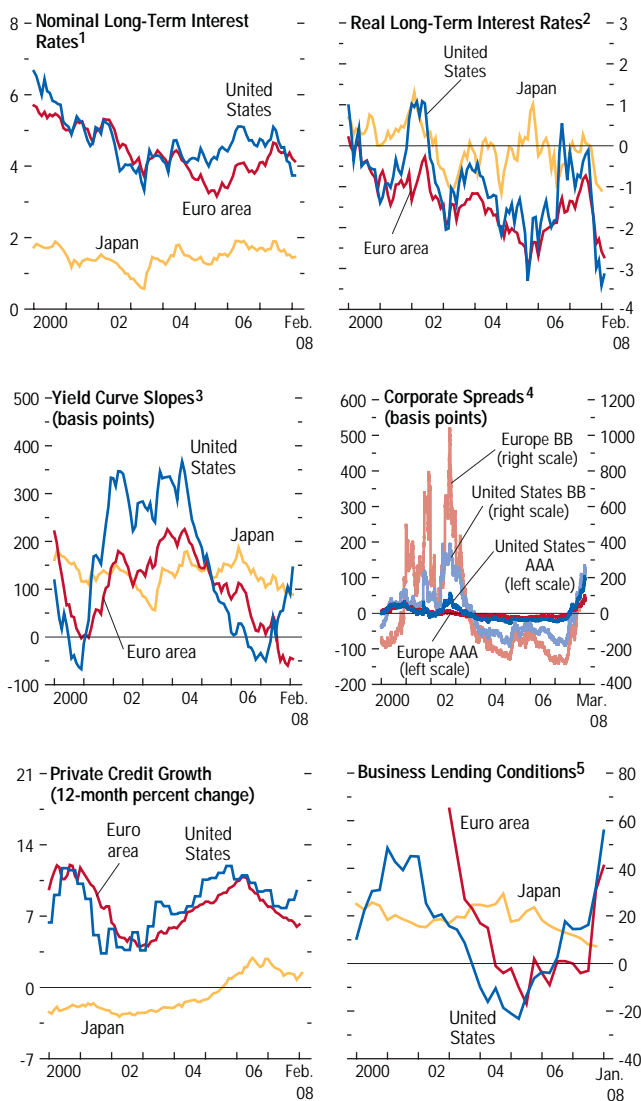 Nominal Long-Term Interest
Rates1
8
6
4
2
0
United
States
Euro area
Japan
2000 02 04 06 Feb.
08
Real Long-Term Interest Rates2
3
2
1
0
-1
-2
-3
-4
United
States
Japan
Euro area
2000 02 04 06 Feb.
08
Yield Curve Slopes3
(basis points)
500
400
300
200
100
0
-100
United
States
Japan
Euro area
2000 02 04 06 Feb.
08
Corporate Spreads4
(basis points)
600
500
400
300
200
100
0
-100
-200
1200
1000
800
600
400
200
0
-200
-400
Europe BB
(right scale)
United States BB
(right scale)
United States
AAA
(left scale)
Europe AAA
(left scale)
2000 02 04 06 Mar.
08
Private Credit Growth
(12-month percent change)
21
14
7
0
-7
Euro
area
United
States
Japan
2000 02 04 06 Feb.
08
Business Lending Conditions5
80
60
40
20
0
-20
-40
Euro area
Japan
United
States
2000 02 04 06 Jan.
08